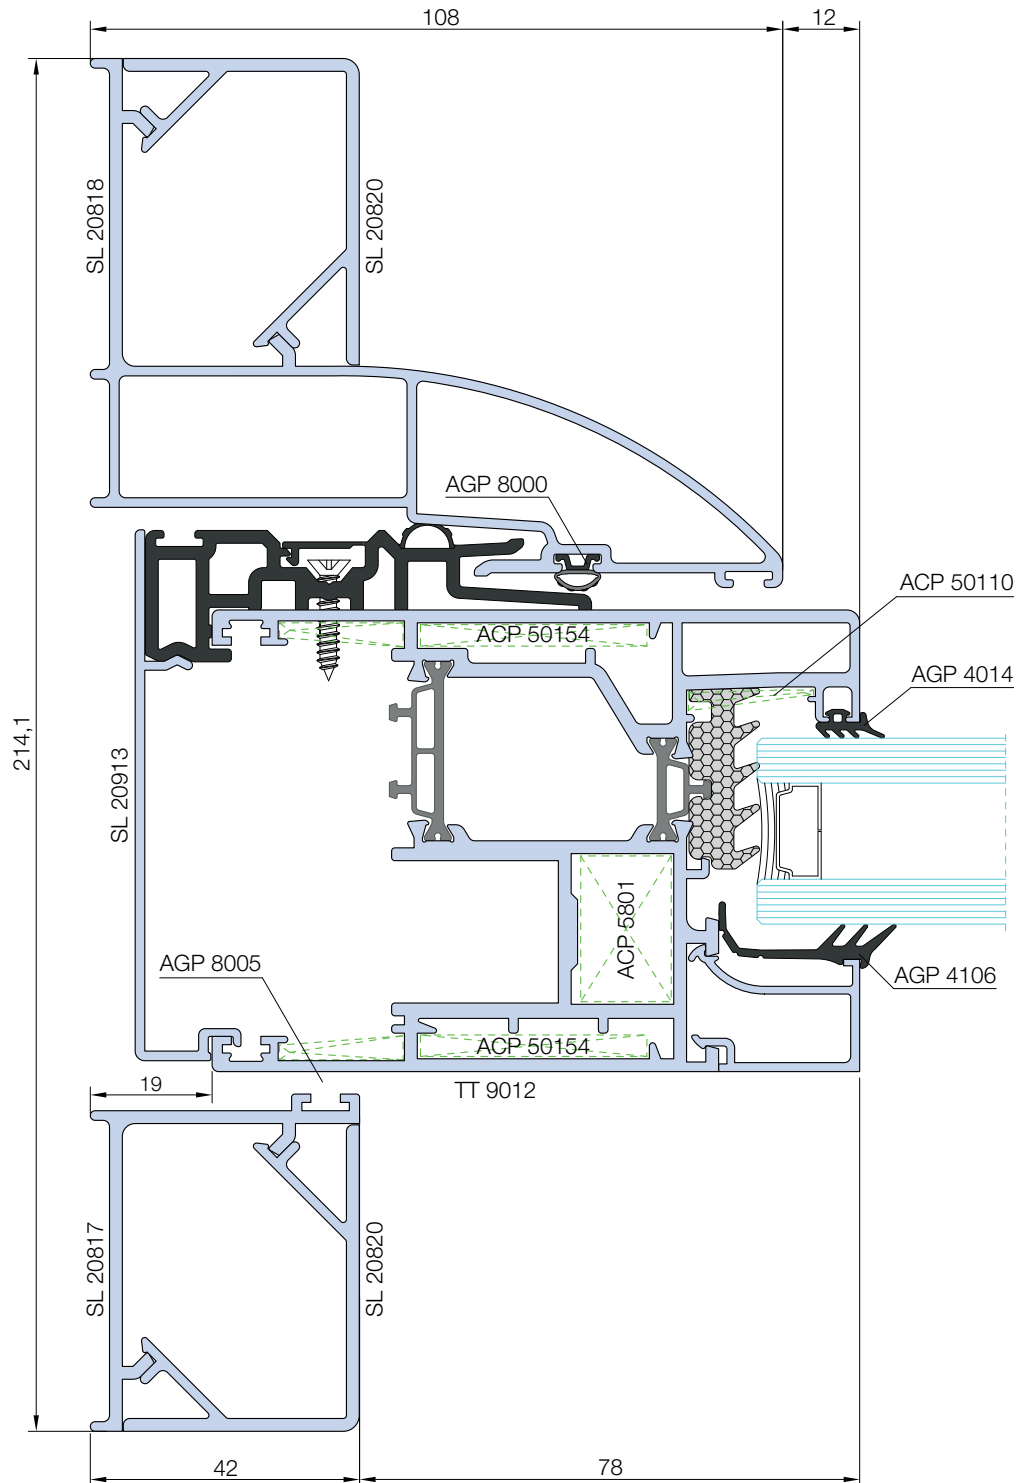 108
12
SL 20818
SL 20820
AGP 8000
ACP 50110
ACP 50154
AGP 4014
214,1
SL 20913
ACP 5801
AGP 8005
AGP 4106
ACP 50154
19
TT 9012
SL 20817
SL 20820
42
78